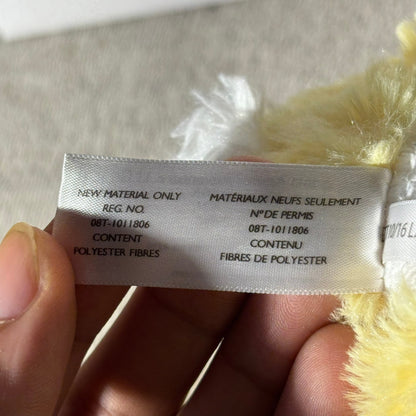 NEW MATERIAL ONLY
REG. NO.
08T-1011806
CONTENT
POLYESTER FIBRES
MATÉRIAUX NEUFS SEULEMENT
Nº DE PERMIS
08T-1011806
CONTENU
FIBRES DE POLYESTER